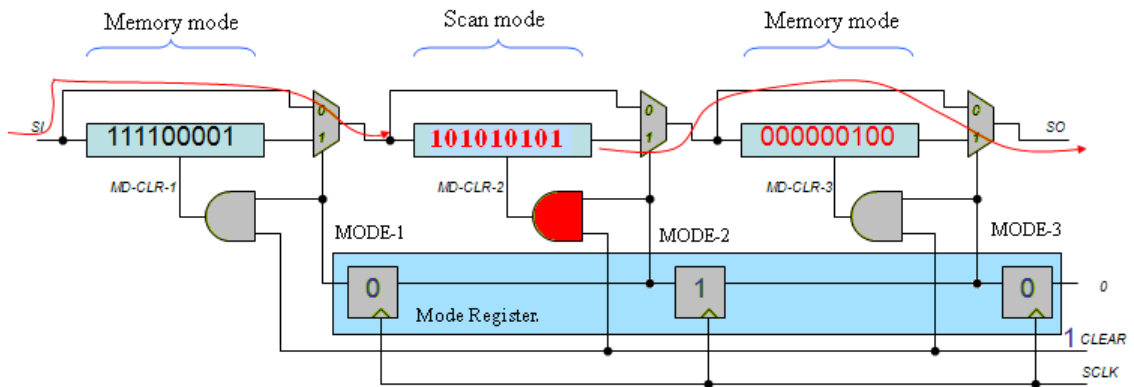 Memory mode
Scan mode
Memory mode
SI
0
1
111100001
0
1
101010101
0
1
000000100
SO
MD-CLR-1
MD-CLR-2
MD-CLR-3
MODE-1
MODE-2
MODE-3
0
1
0
0
Mode Register.
1
CLEAR
SCLK